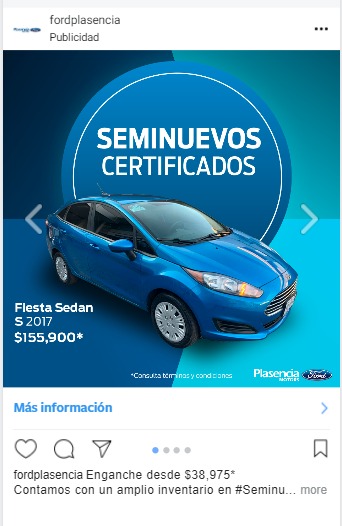 fordplasencia
Publicidad
SEMINUEVOS
CERTIFICADOS
Fiesta Sedan
S 2017
$155,900*
*Consulta términos y condiciones
Plasencia
MOTORS
Ford
Más información
fordplasencia Enganche desde $38,975*
Contamos con un amplio inventario en #Seminu... more